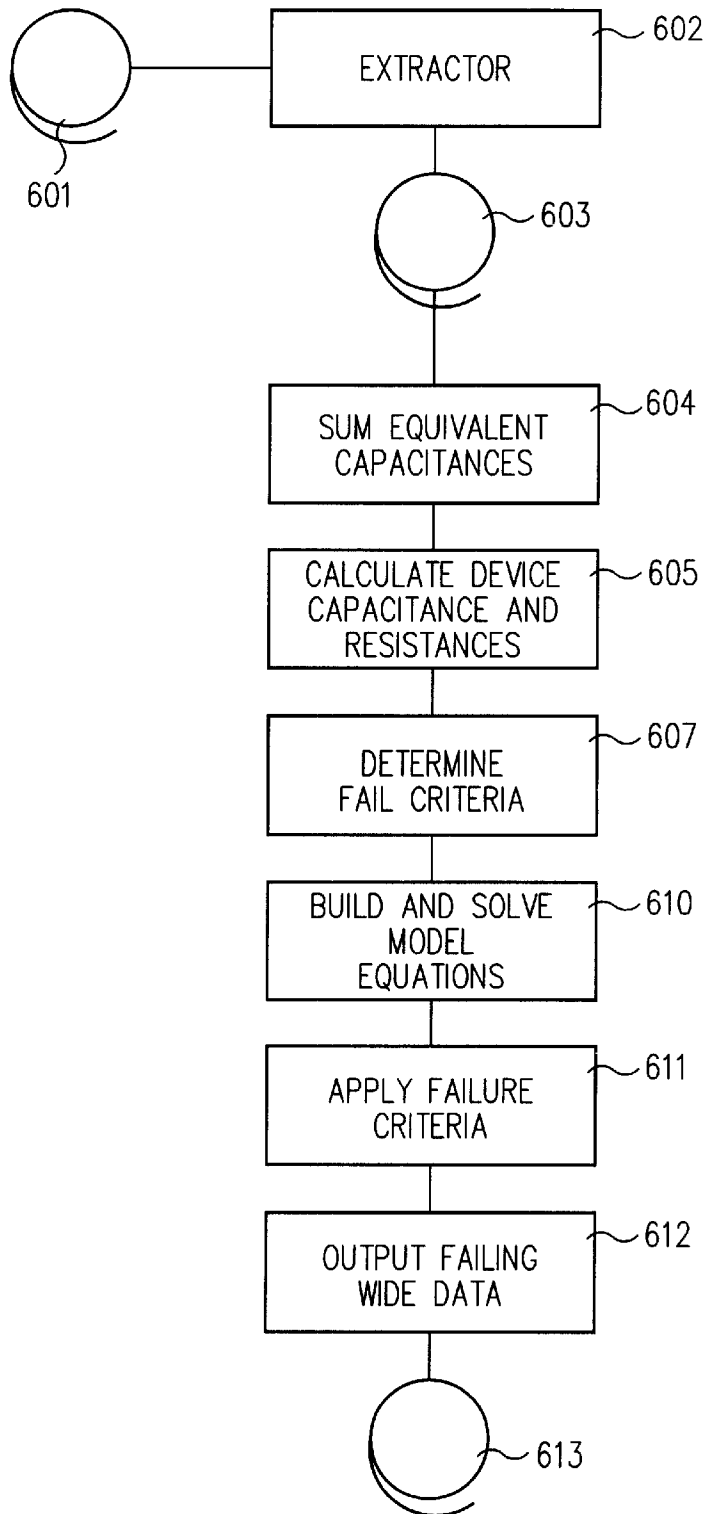 EXTRACTOR
602
601
603
SUM EQUIVALENT
CAPACITANCES
604
CALCULATE DEVICE
CAPACITANCE AND
RESISTANCES
605
DETERMINE
FAIL CRITERIA
607
BUILD AND SOLVE
MODEL
EQUATIONS
610
APPLY FAILURE
CRITERIA
611
OUTPUT FAILING
WIDE DATA
612
613